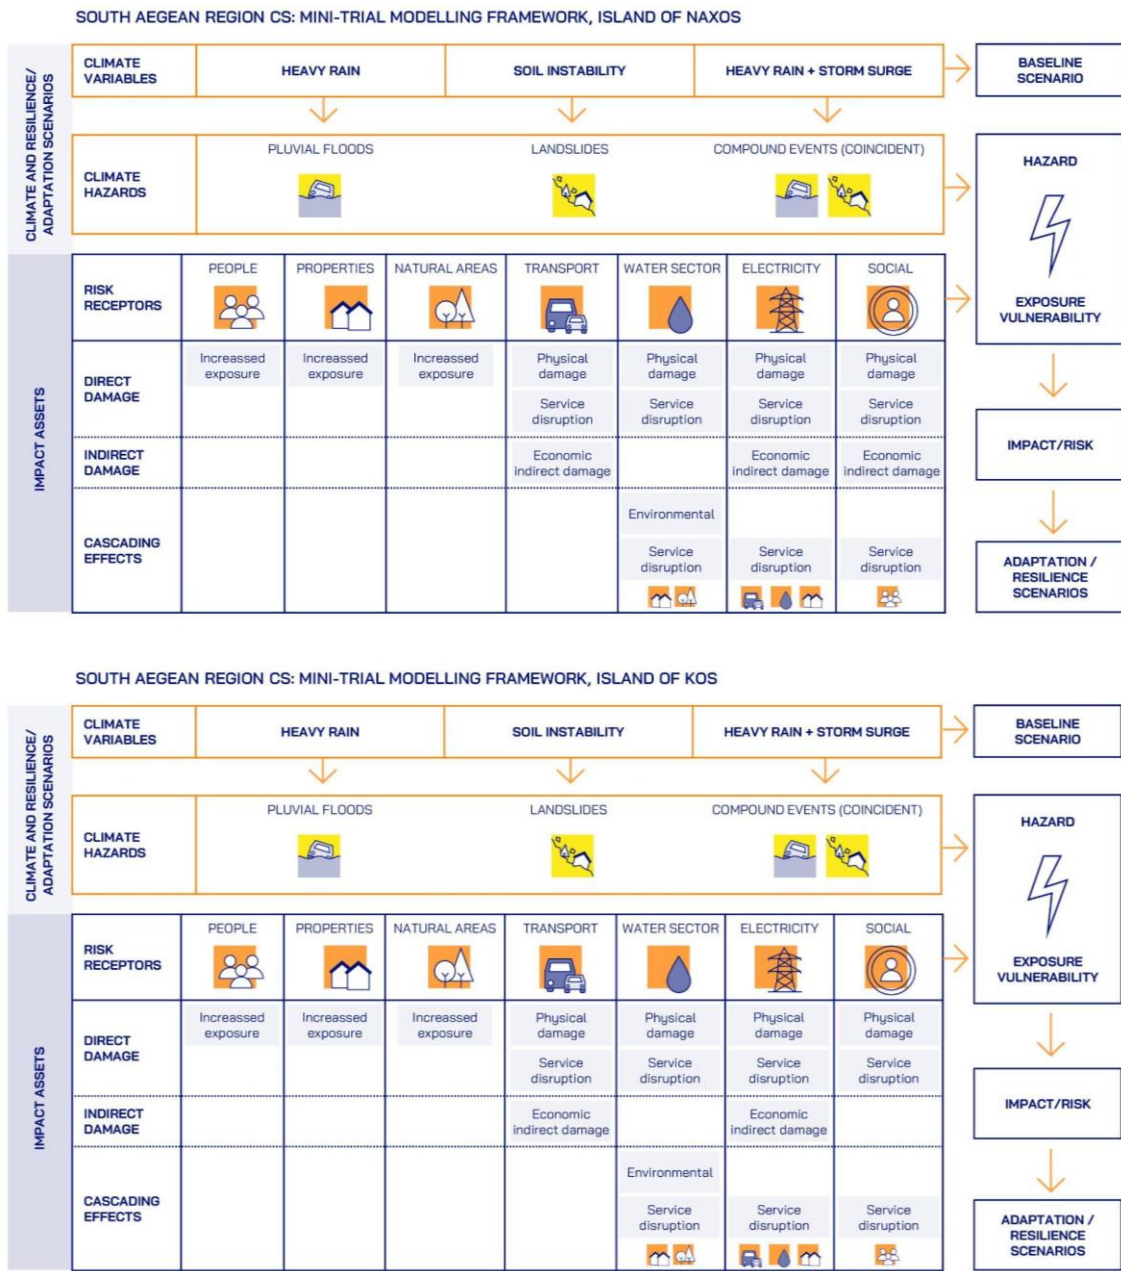 SOUTH AEGEAN REGION CS: MINI-TRIAL MODELLING FRAMEWORK, ISLAND OF NAXOS
CLIMATE AND RESILIENCE/
ADAPTATION SCENARIOS
CLIMATE
VARIABLES
HEAVY RAIN
SOIL INSTABILITY
HEAVY RAIN + STORM SURGE
BASELINE
SCENARIO
CLIMATE
HAZARDS
PLUVIAL FLOODS
LANDSLIDES
COMPOUND EVENTS (COINCIDENT)
HAZARD
EXPOSURE
VULNERABILITY
IMPACT ASSETS
RISK
RECEPTORS
PEOPLE
PROPERTIES
NATURAL AREAS
TRANSPORT
WATER SECTOR
ELECTRICITY
SOCIAL
DIRECT
DAMAGE
Increassed
exposure
Increassed
exposure
Increassed
exposure
Physical
damage
Physical
damage
Physical
damage
Physical
damage
Service
disruption
Service
disruption
Service
disruption
Service
disruption
INDIRECT
DAMAGE
Economic
indirect damage
Economic
indirect damage
Economic
indirect damage
IMPACT/RISK
CASCADING
EFFECTS
Environmental
Service
disruption
Service
disruption
Service
disruption
ADAPTATION /
RESILIENCE
SCENARIOS
SOUTH AEGEAN REGION CS: MINI-TRIAL MODELLING FRAMEWORK, ISLAND OF KOS
CLIMATE AND RESILIENCE/
ADAPTATION SCENARIOS
CLIMATE
VARIABLES
HEAVY RAIN
SOIL INSTABILITY
HEAVY RAIN + STORM SURGE
BASELINE
SCENARIO
CLIMATE
HAZARDS
PLUVIAL FLOODS
LANDSLIDES
COMPOUND EVENTS (COINCIDENT)
HAZARD
EXPOSURE
VULNERABILITY
IMPACT ASSETS
RISK
RECEPTORS
PEOPLE
PROPERTIES
NATURAL AREAS
TRANSPORT
WATER SECTOR
ELECTRICITY
SOCIAL
DIRECT
DAMAGE
Increassed
exposure
Increassed
exposure
Increassed
exposure
Physical
damage
Physical
damage
Physical
damage
Physical
damage
Service
disruption
Service
disruption
Service
disruption
Service
disruption
INDIRECT
DAMAGE
Economic
indirect damage
Economic
indirect damage
IMPACT/RISK
CASCADING
EFFECTS
Environmental
Service
disruption
Service
disruption
Service
disruption
ADAPTATION /
RESILIENCE
SCENARIOS